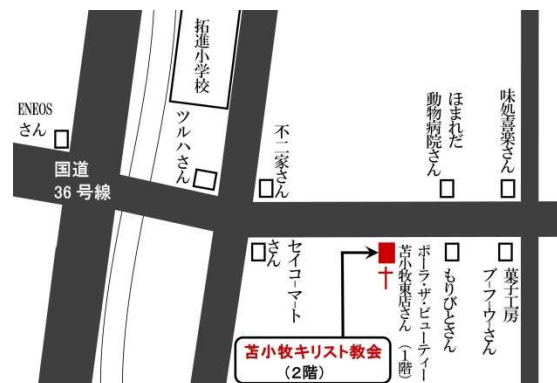 ENEOS
さん
国道
36号線
拓進小学校
ツルハさん
不二家さん
ほまれだ
動物病院さん
味処喜楽さん
セイコーマート
さん
ポーラ・ザ・ビューティー
苫小牧東店さん（1階）
もりびとさん
菓子工房
ブーフーウーさん
苫小牧キリスト教会
（2階）